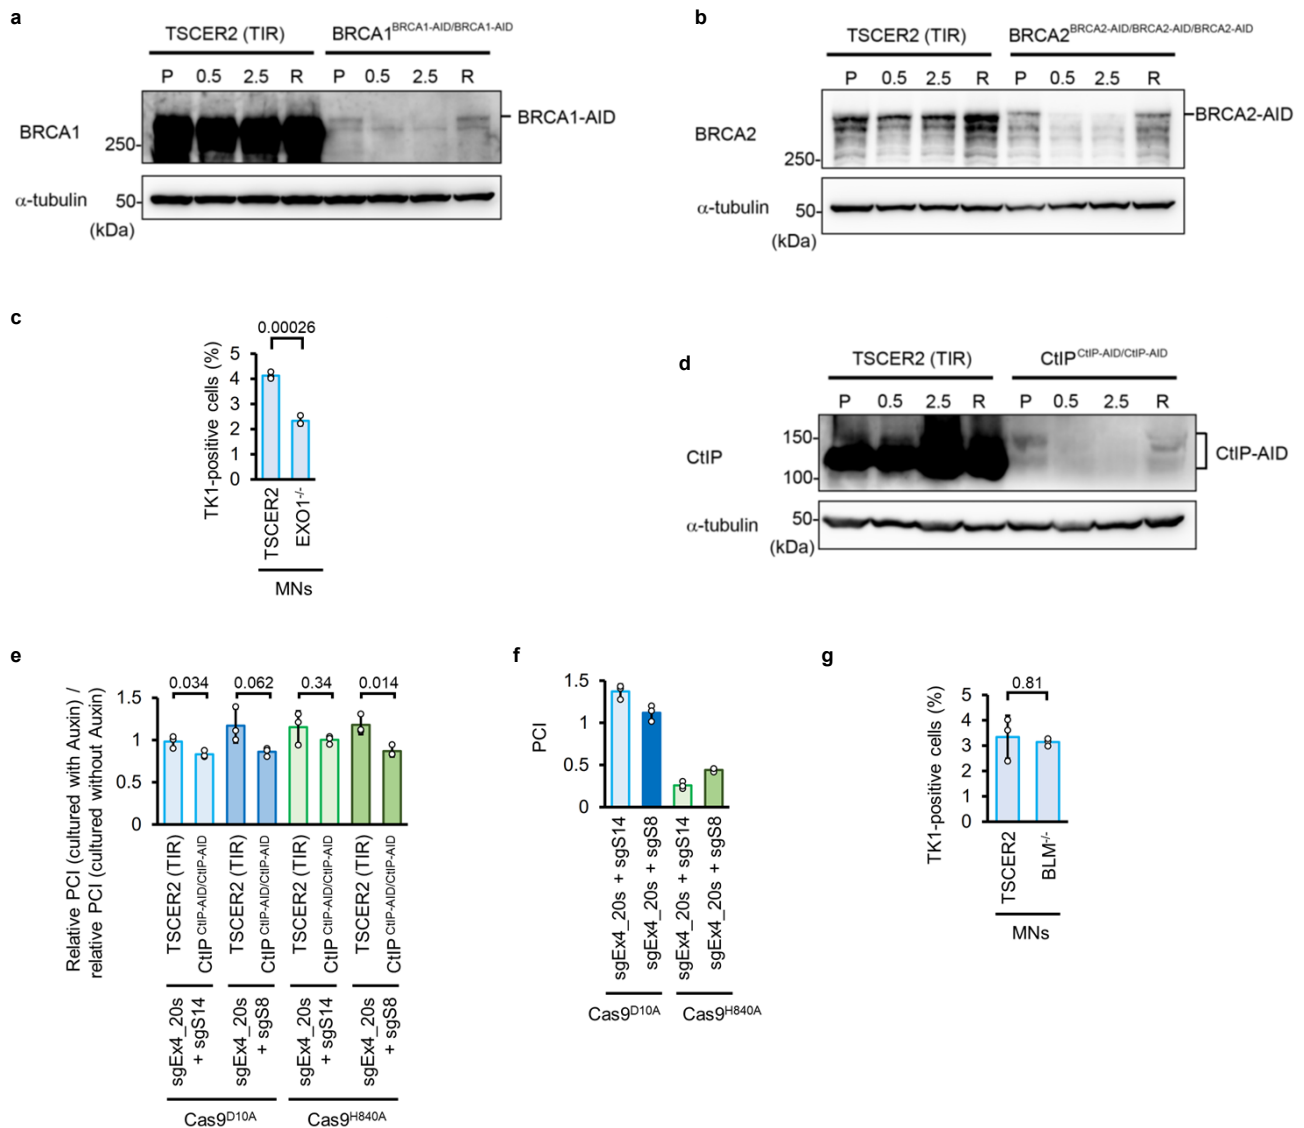 a
TSCER2 (TIR) BRCA1BRCA1-AID/BRCA1-AID
P 0.5 2.5 R P 0.5 2.5 R
BRCA1-AID
BRCA1
250-
α-tubulin 50-
(kDa)
b
TSCER2 (TIR) BRCA2BRCA2-AID/BRCA2-AID/BRCA2-AID
P 0.5 2.5 R P 0.5 2.5 R
BRCA2-AID
BRCA2
250-
α-tubulin 50-
(kDa)
c
0.00026
TK1-positive cells (%)
5
4
3
2
1
0
TSCER2
EXO1-/-
MNs
d
TSCER2 (TIR) CtIPCtIP-AID/CtIP-AID
P 0.5 2.5 R P 0.5 2.5 R
150-
CtIP CtIP-AID
100-
α-tubulin 50-
(kDa)
e
Relative PCI (cultured with Auxin) /
relative PCI (cultured without Auxin)
0.034 0.062 0.34 0.014
1.5
1
0.5
0
TSCER2 (TIR)
CtIPCtIP-AID/CtIP-AID
TSCER2 (TIR)
CtIPCtIP-AID/CtIP-AID
TSCER2 (TIR)
CtIPCtIP-AID/CtIP-AID
TSCER2 (TIR)
CtIPCtIP-AID/CtIP-AID
sgEx4_20s
+ sgS14
sgEx4_20s
+ sgS8
sgEx4_20s
+ sgS14
sgEx4_20s
+ sgS8
Cas9D10A Cas9H840A
f
PCI
1.5
1
0.5
0
sgEx4_20s + sgS14
sgEx4_20s + sgS8
sgEx4_20s + sgS14
sgEx4_20s + sgS8
Cas9D10A Cas9H840A
g
0.81
TK1-positive cells (%)
5
4
3
2
1
0
TSCER2
BLM-/-
MNs